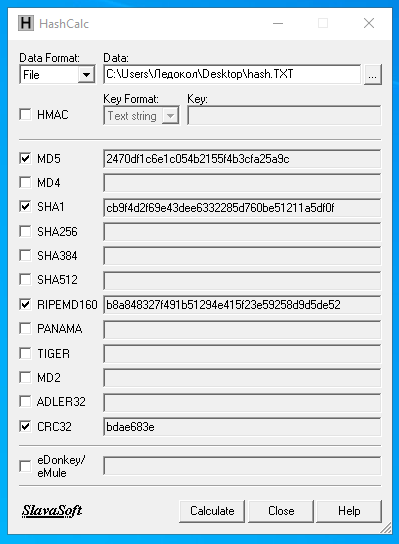 HashCalc
Data Format: Data:
File C:\Users\Ледокол\Desktop\hash.TXT ...
Key Format: Key:
HMAC Text string
MD5 2470df1c6e1c054b2155f4b3cfa25a9c
MD4
SHA1 cb9f4d2f69e43dee6332285d760be51211a5df0f
SHA256
SHA384
SHA512
RIPEMD160 b8a848327f491b51294e415f23e59258d9d5de52
PANAMA
TIGER
MD2
ADLER32
CRC32 bdae683e
eDonkey/
eMule
SlavaSoft Calculate Close Help